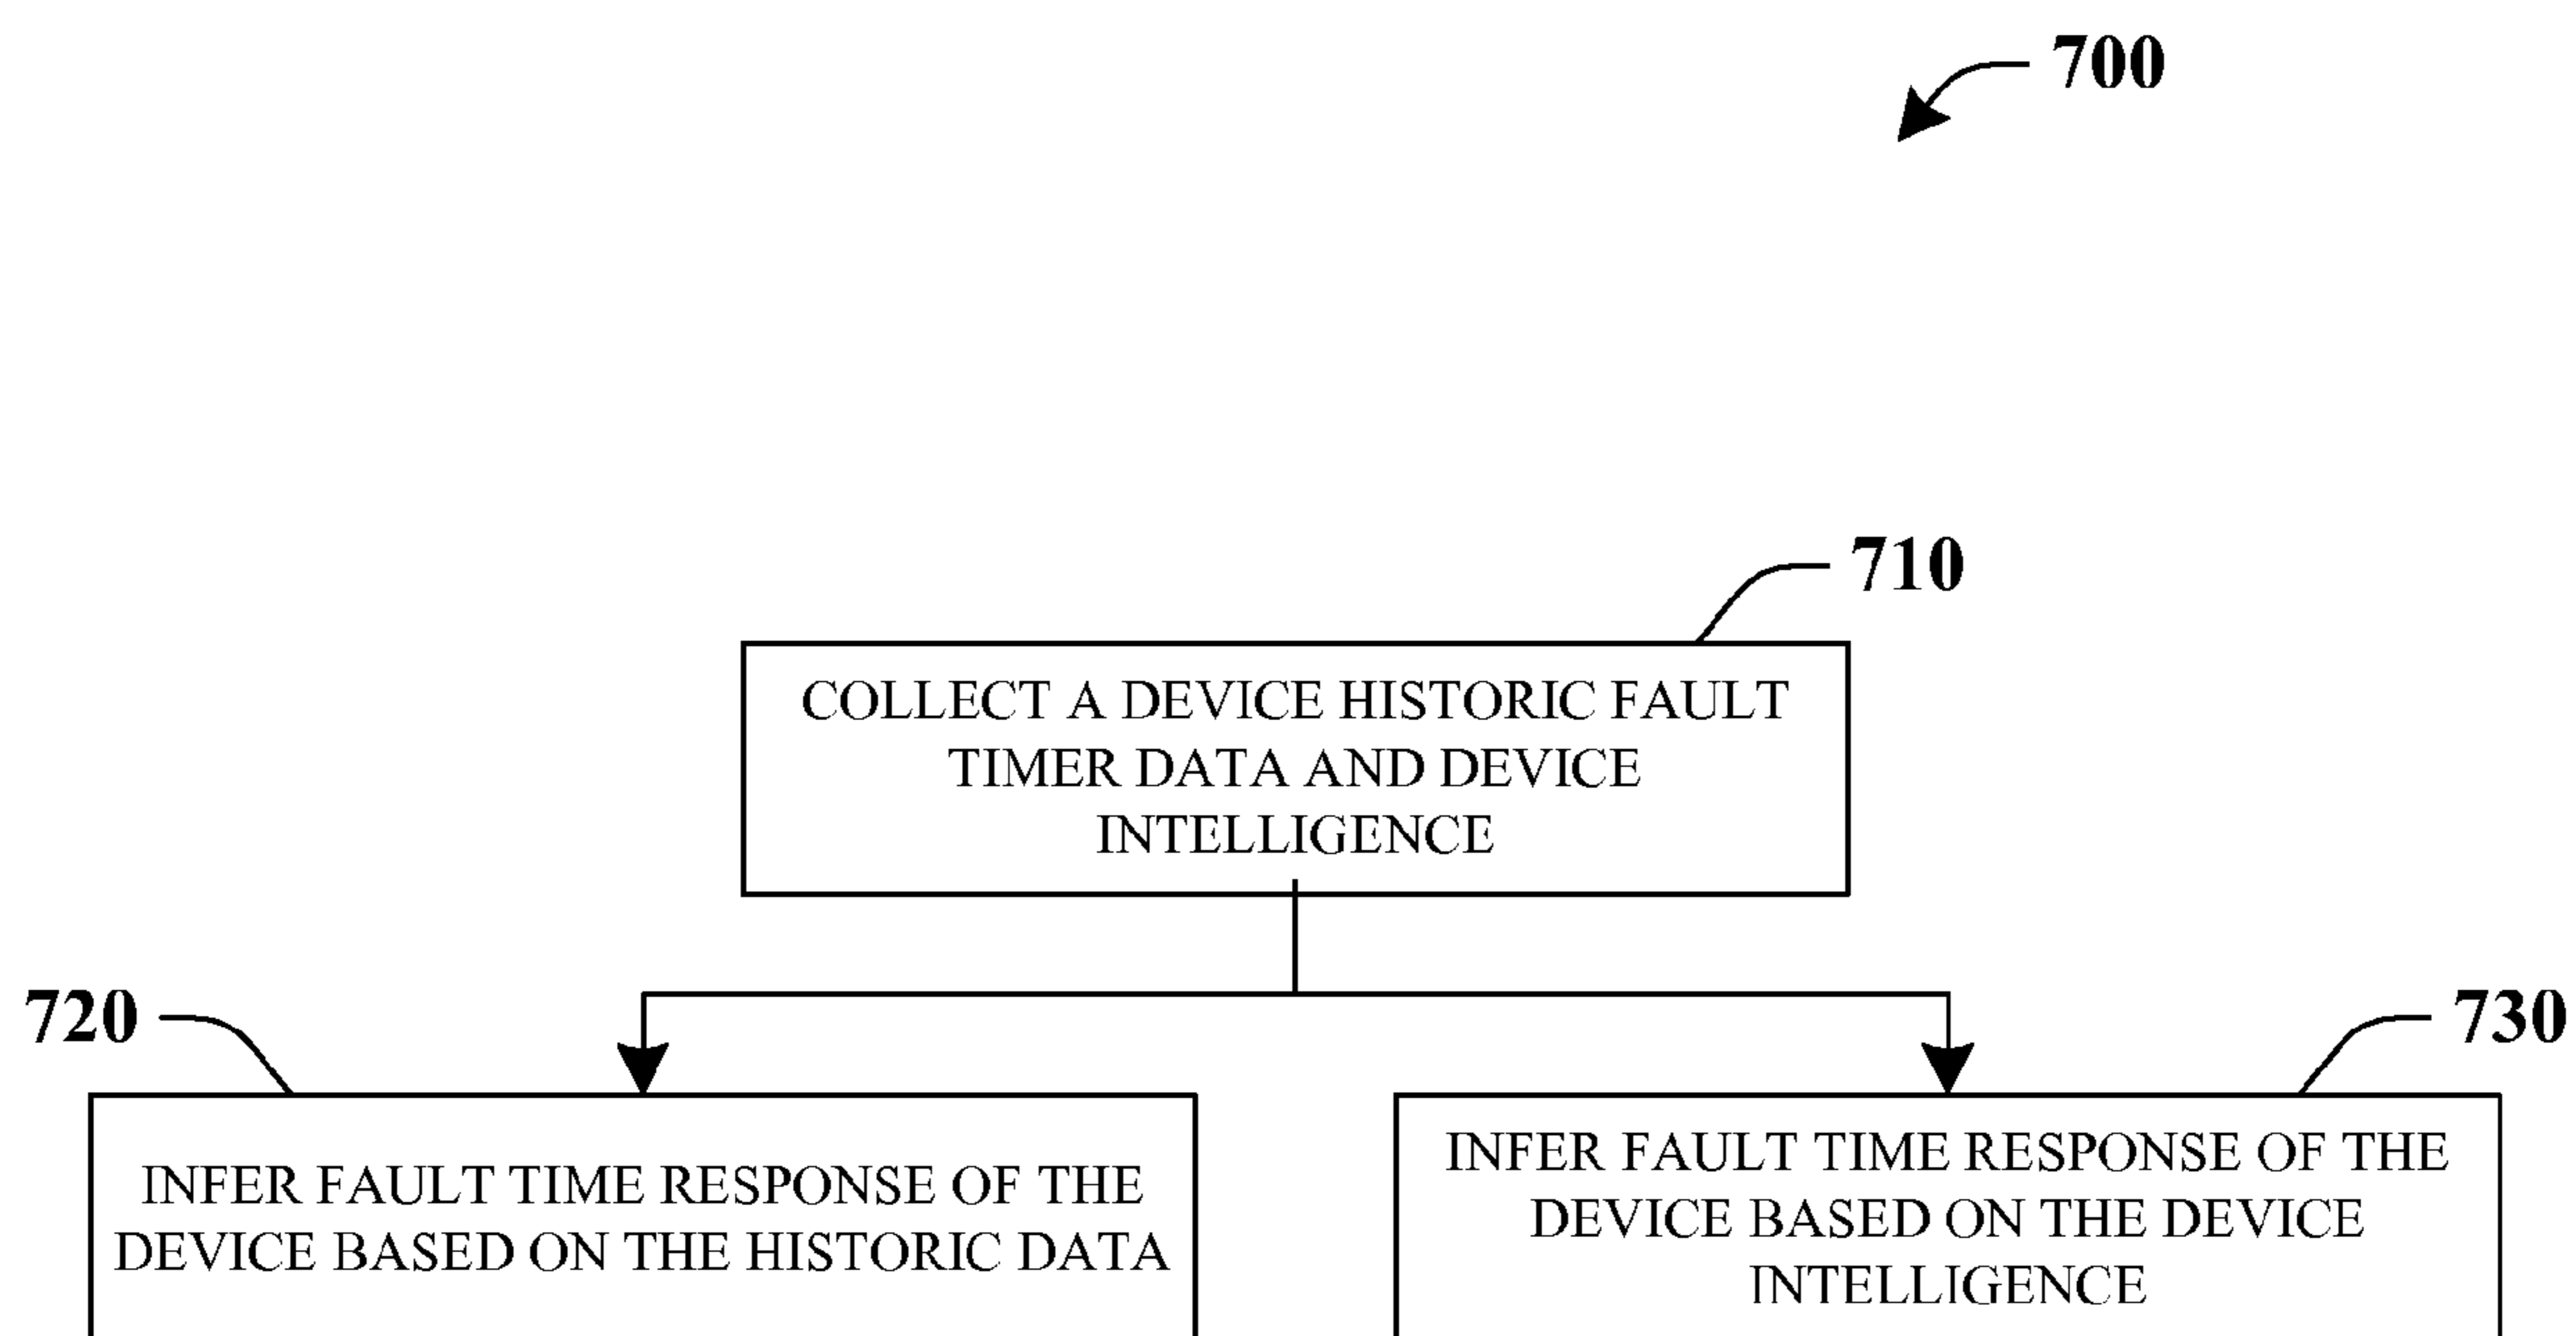 700
710
COLLECT A DEVICE HISTORIC FAULT
TIMER DATA AND DEVICE
INTELLIGENCE
720
730
INFER FAULT TIME RESPONSE OF THE
DEVICE BASED ON THE HISTORIC DATA
INFER FAULT TIME RESPONSE OF THE
DEVICE BASED ON THE DEVICE
INTELLIGENCE